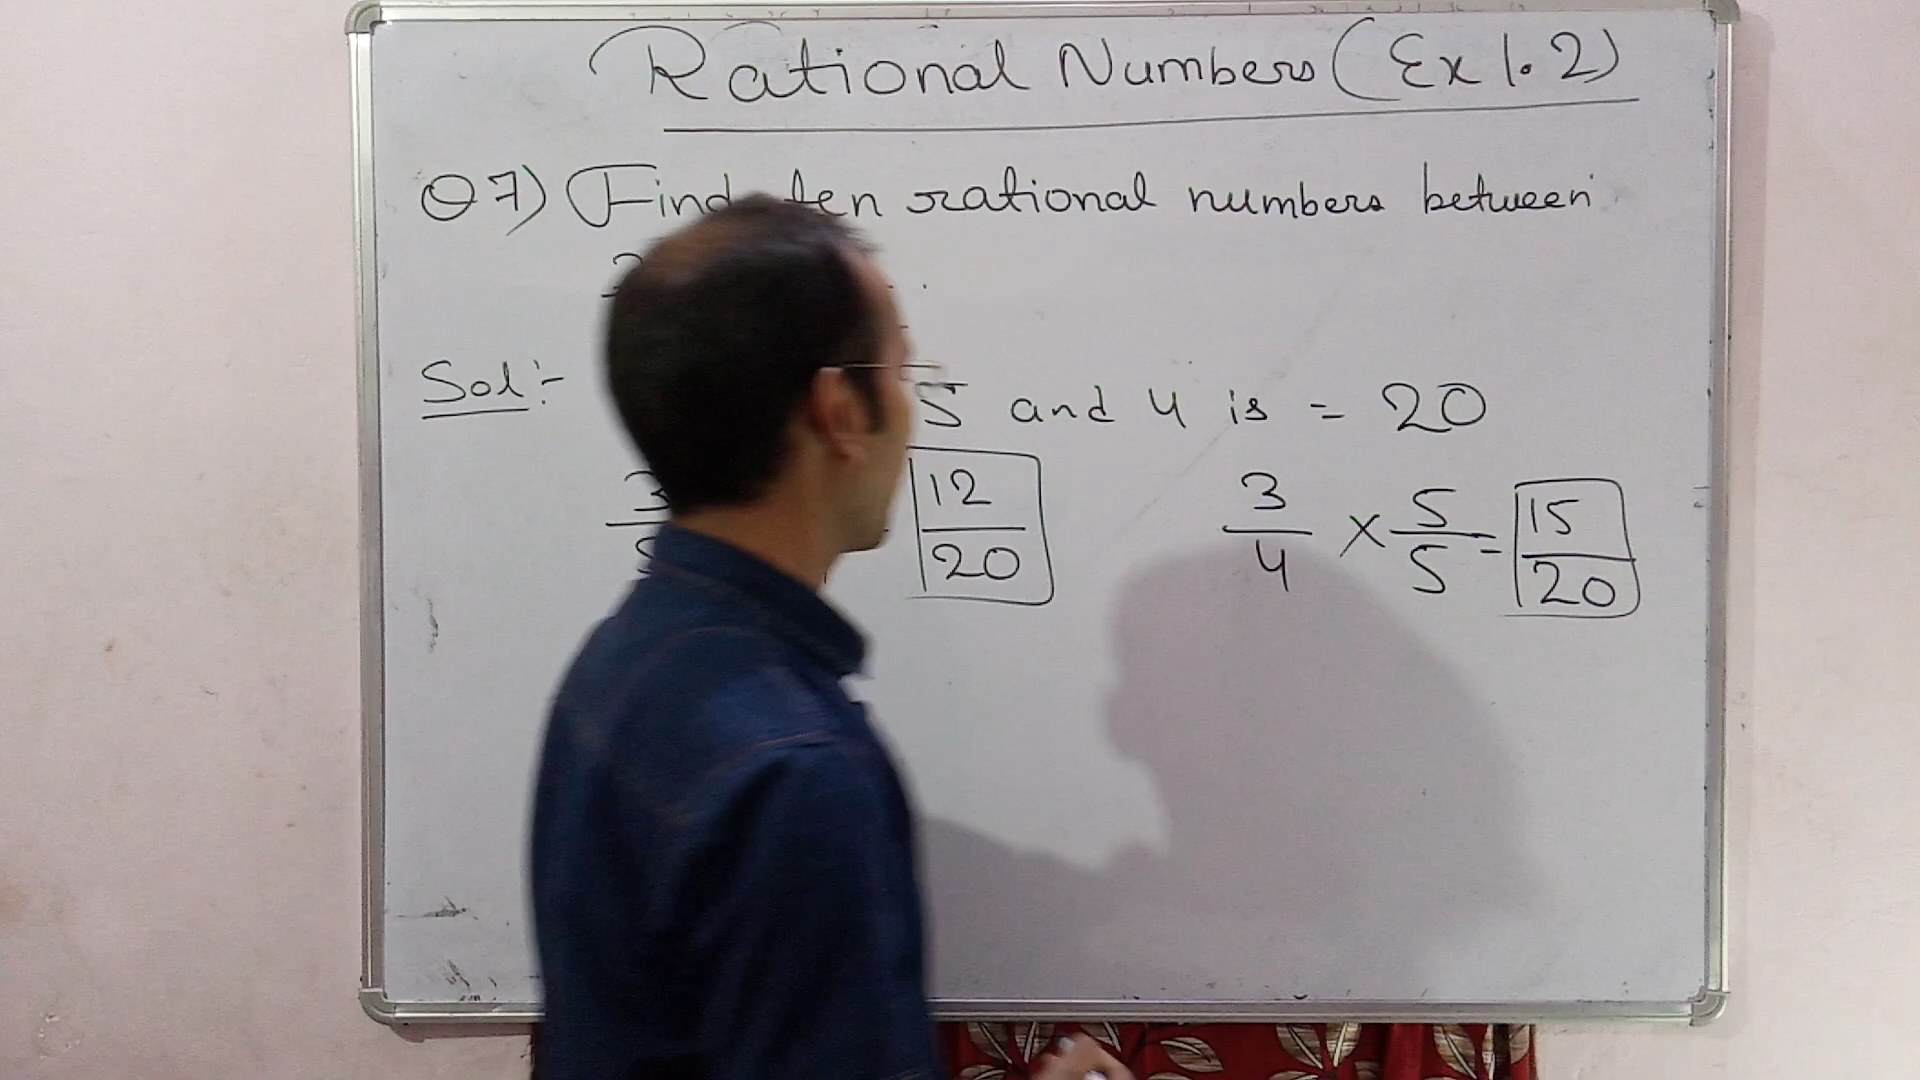 Rational Numbers (Ex 1.2)
Q7) Find ten rational numbers between
Sol:- 5 and 4 is = 20
12/20 3/4 × 5/5 = 15/20